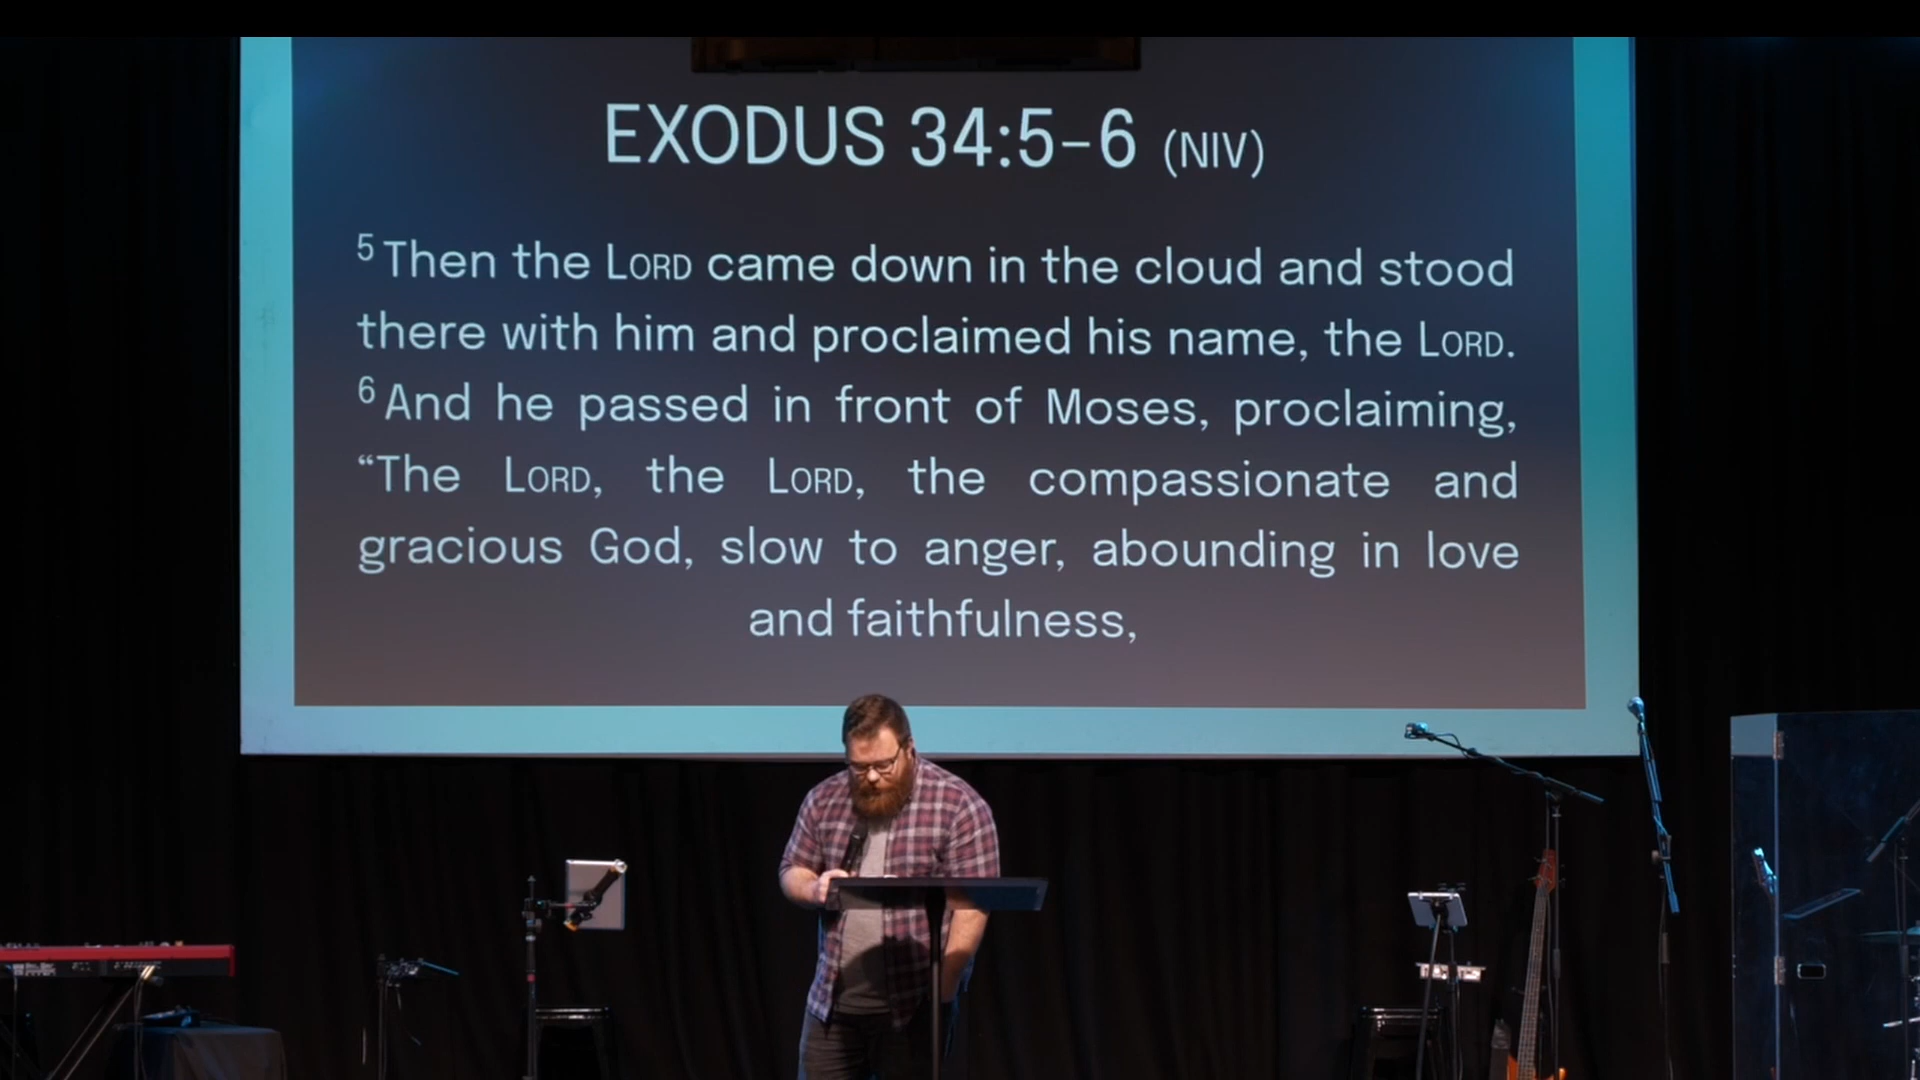 EXODUS 34:5–6 (NIV)
5 Then the LORD came down in the cloud and stood
there with him and proclaimed his name, the LORD.
6 And he passed in front of Moses, proclaiming,
“The LORD, the LORD, the compassionate and
gracious God, slow to anger, abounding in love
and faithfulness,